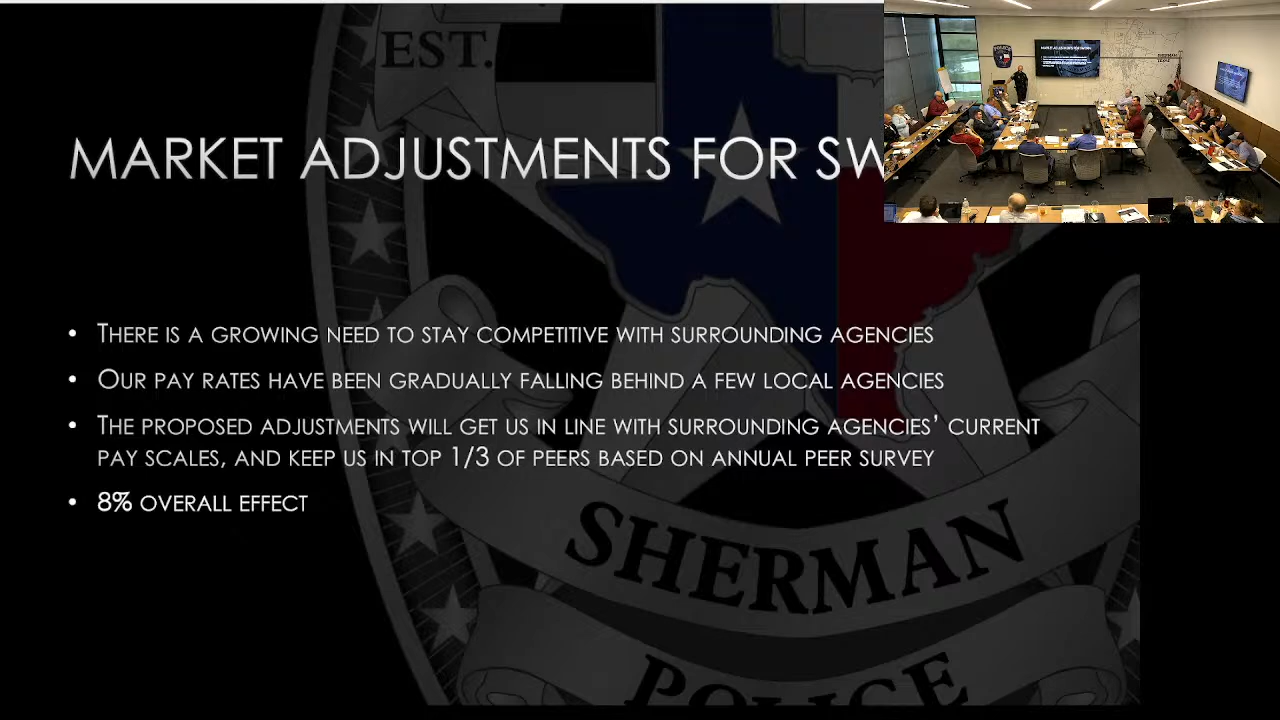 EST.
MARKET ADJUSTMENTS FOR SW
• THERE IS A GROWING NEED TO STAY COMPETITIVE WITH SURROUNDING AGENCIES
• OUR PAY RATES HAVE BEEN GRADUALLY FALLING BEHIND A FEW LOCAL AGENCIES
• THE PROPOSED ADJUSTMENTS WILL GET US IN LINE WITH SURROUNDING AGENCIES’ CURRENT
PAY SCALES, AND KEEP US IN TOP 1/3 OF PEERS BASED ON ANNUAL PEER SURVEY
• 8% OVERALL EFFECT
SHERMAN
POLICE